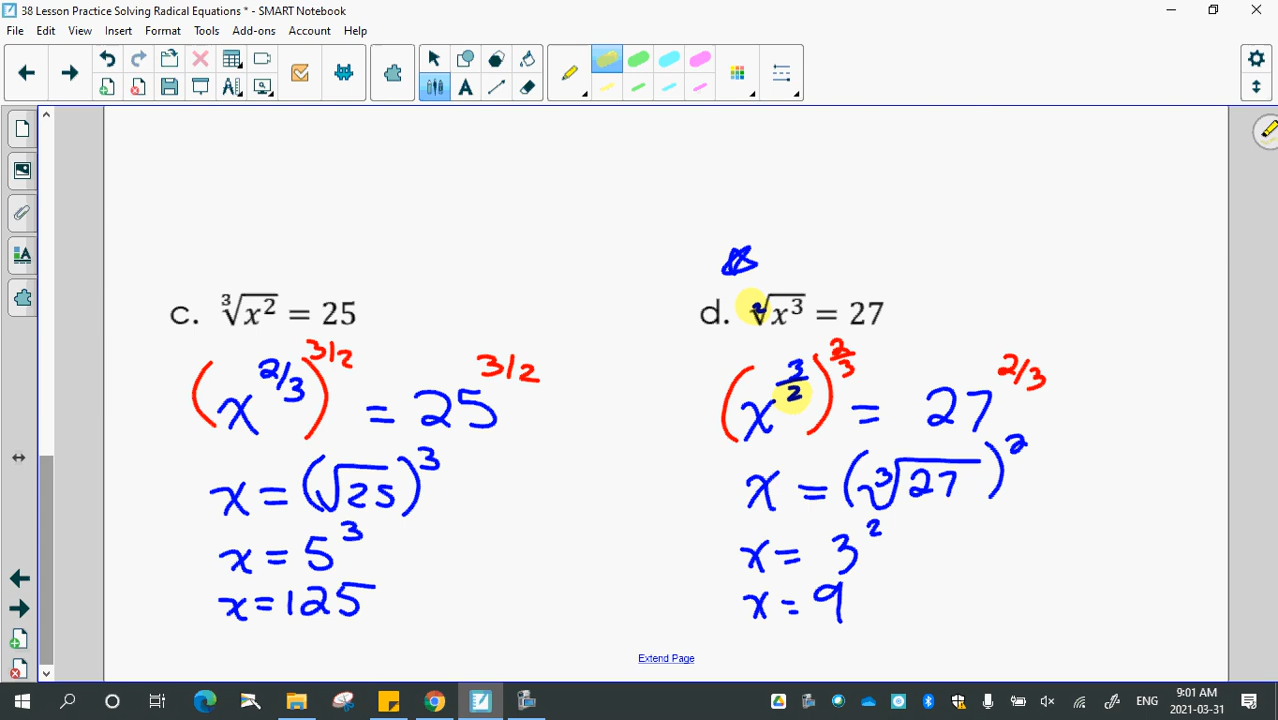 38 Lesson Practice Solving Radical Equations * - SMART Notebook
File Edit View Insert Format Tools Add-ons Account Help
c. ∛x² = 25
(x^2/3)^3/2 = 25^3/2
x = (√25)³
x = 5³
x = 125
d. ²√x³ = 27
(x^3/2)^2/3 = 27^2/3
x = (³√27)²
x = 3²
x = 9
Extend Page
ENG
9:01 AM
2021-03-31